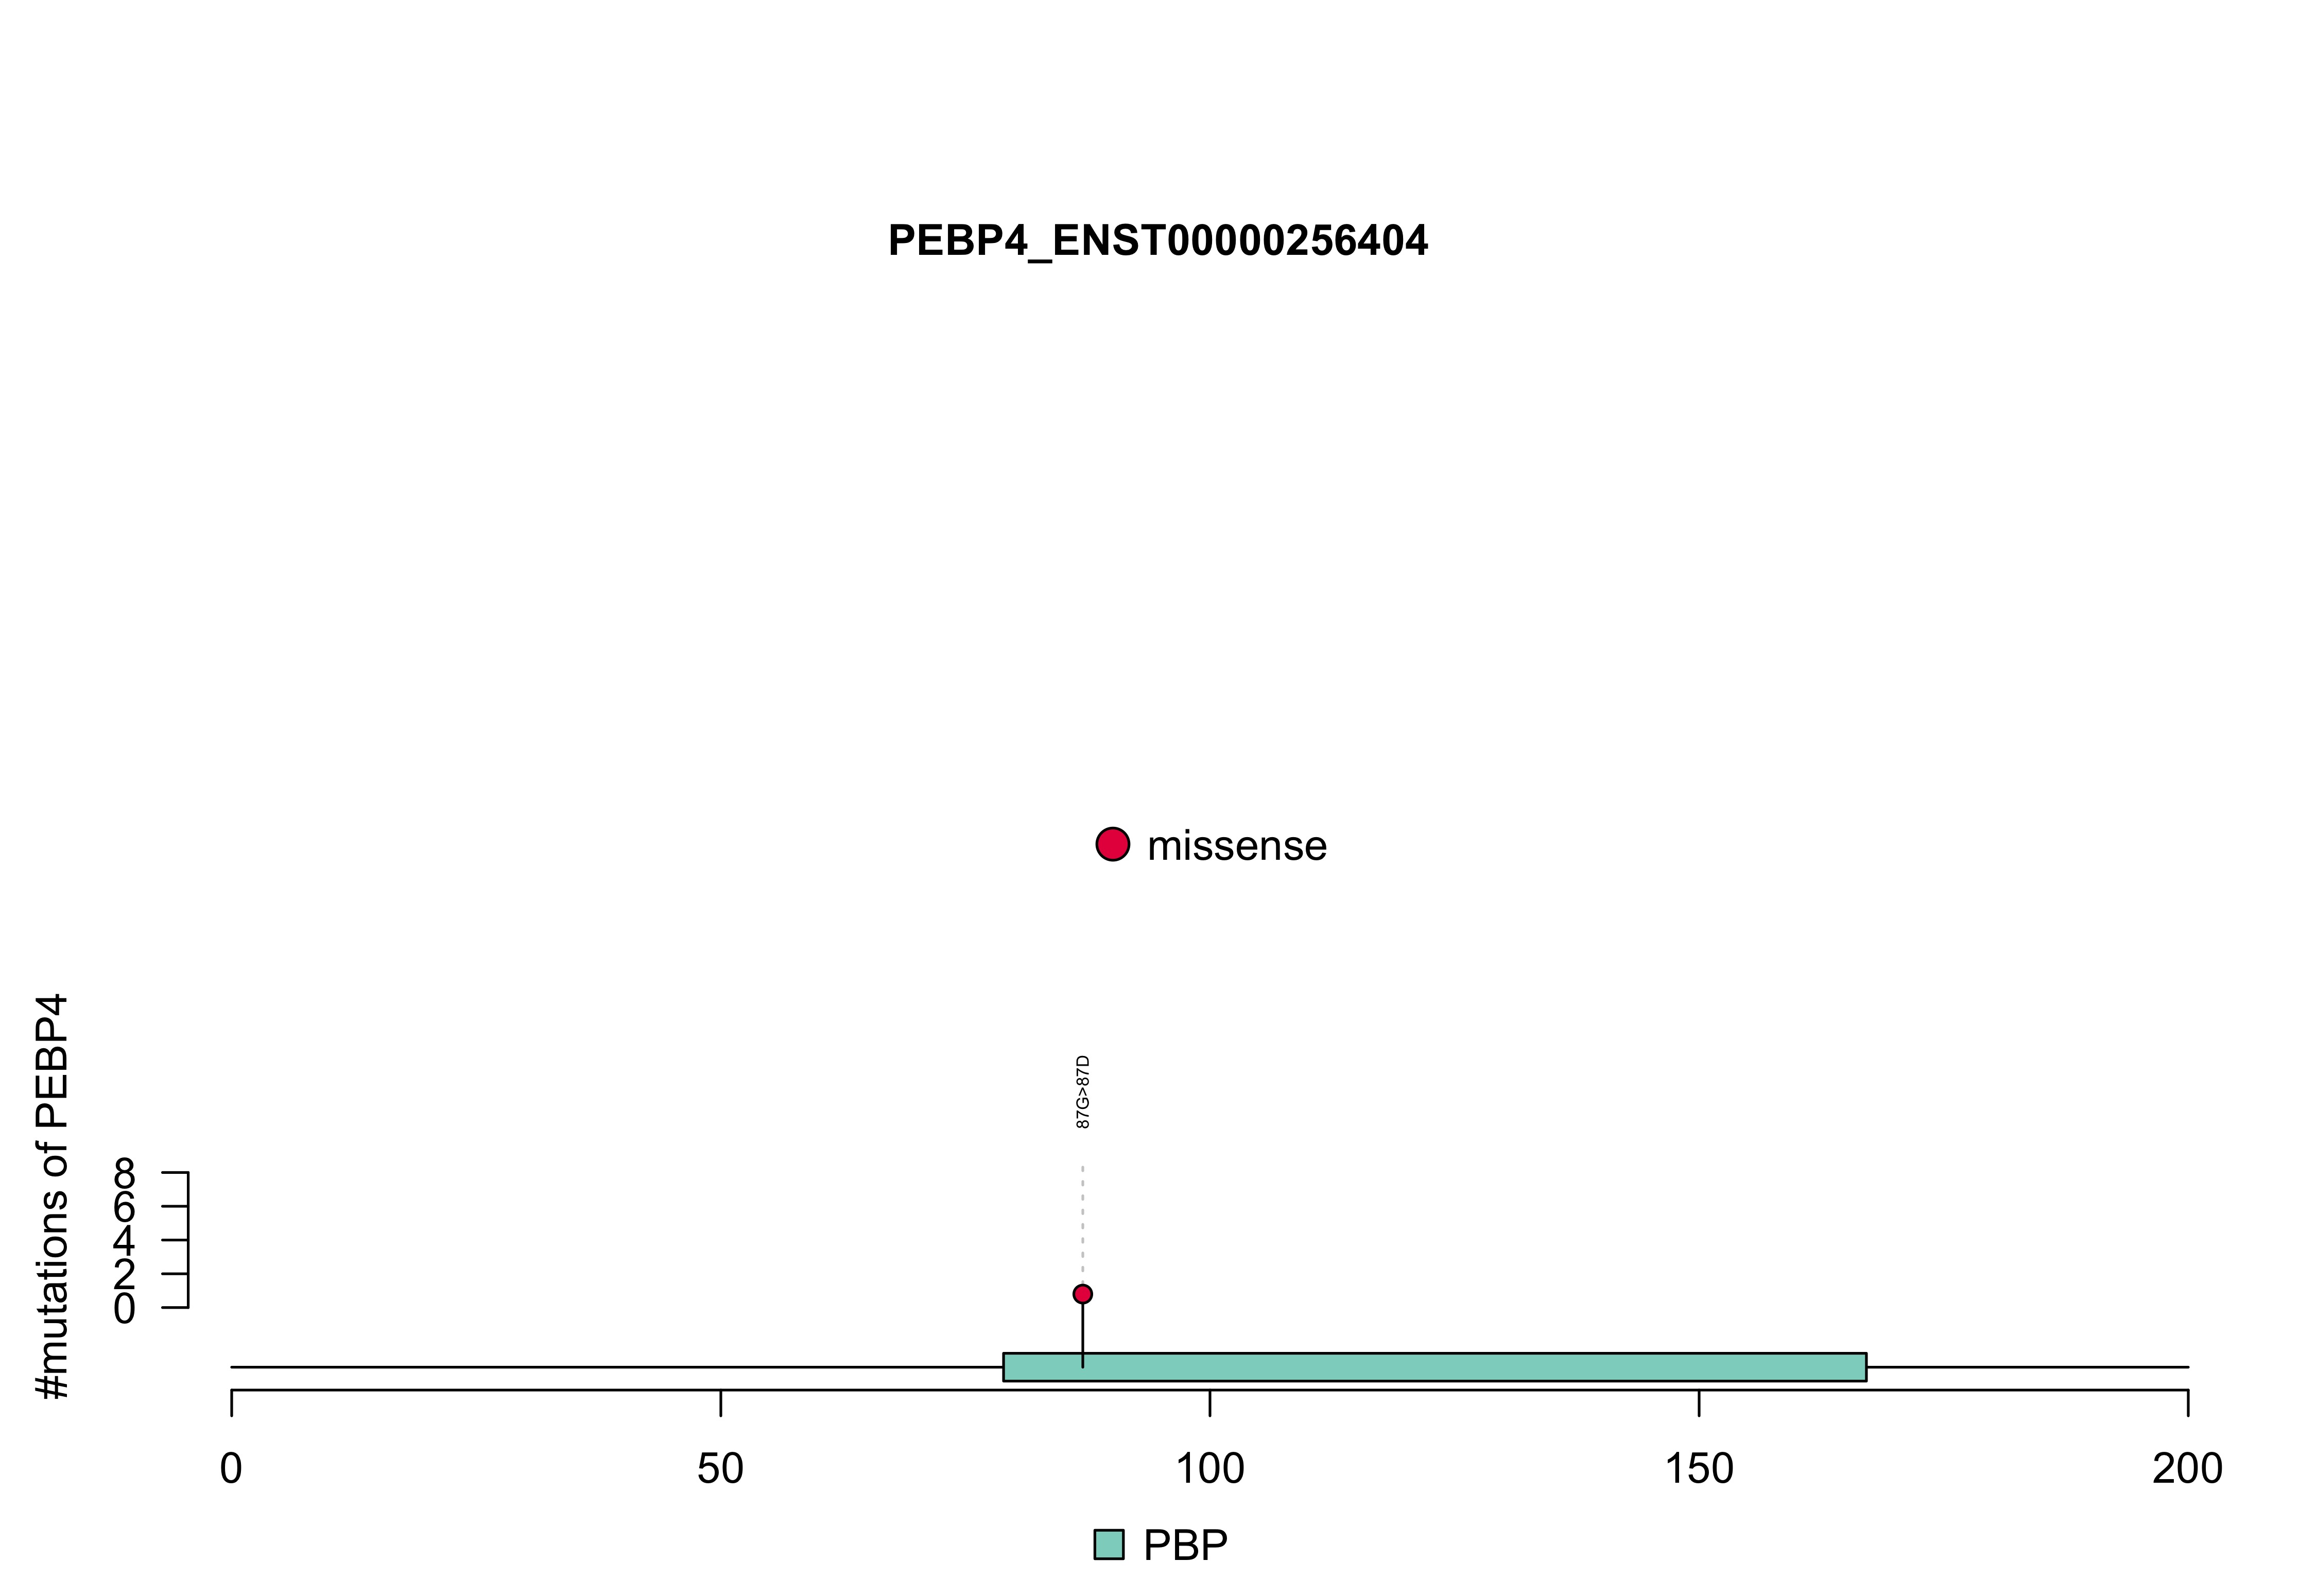 PEBP4_ENST00000256404
missense
#mutations of PEBP4
87G>87D
8
6
4
2
0
0 50 100 150 200
PBP